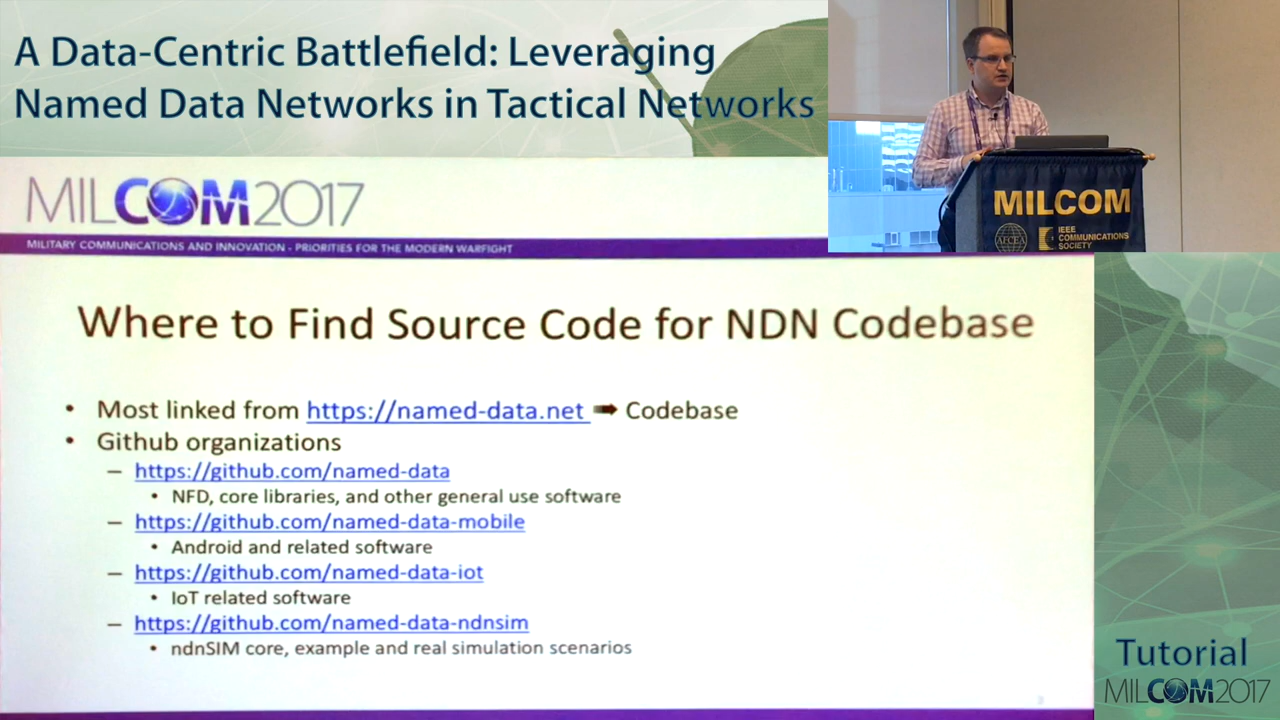 A Data-Centric Battlefield: Leveraging
Named Data Networks in Tactical Networks
MILCOM
AFCEA
IEEE
COMMUNICATIONS
SOCIETY
MILCOM2017
MILITARY COMMUNICATIONS AND INNOVATION - PRIORITIES FOR THE MODERN WARFIGHT
Where to Find Source Code for NDN Codebase
• Most linked from https://named-data.net ➡ Codebase
• Github organizations
– https://github.com/named-data
• NFD, core libraries, and other general use software
– https://github.com/named-data-mobile
• Android and related software
– https://github.com/named-data-iot
• IoT related software
– https://github.com/named-data-ndnsim
• ndnSIM core, example and real simulation scenarios
Tutorial
MILCOM2017